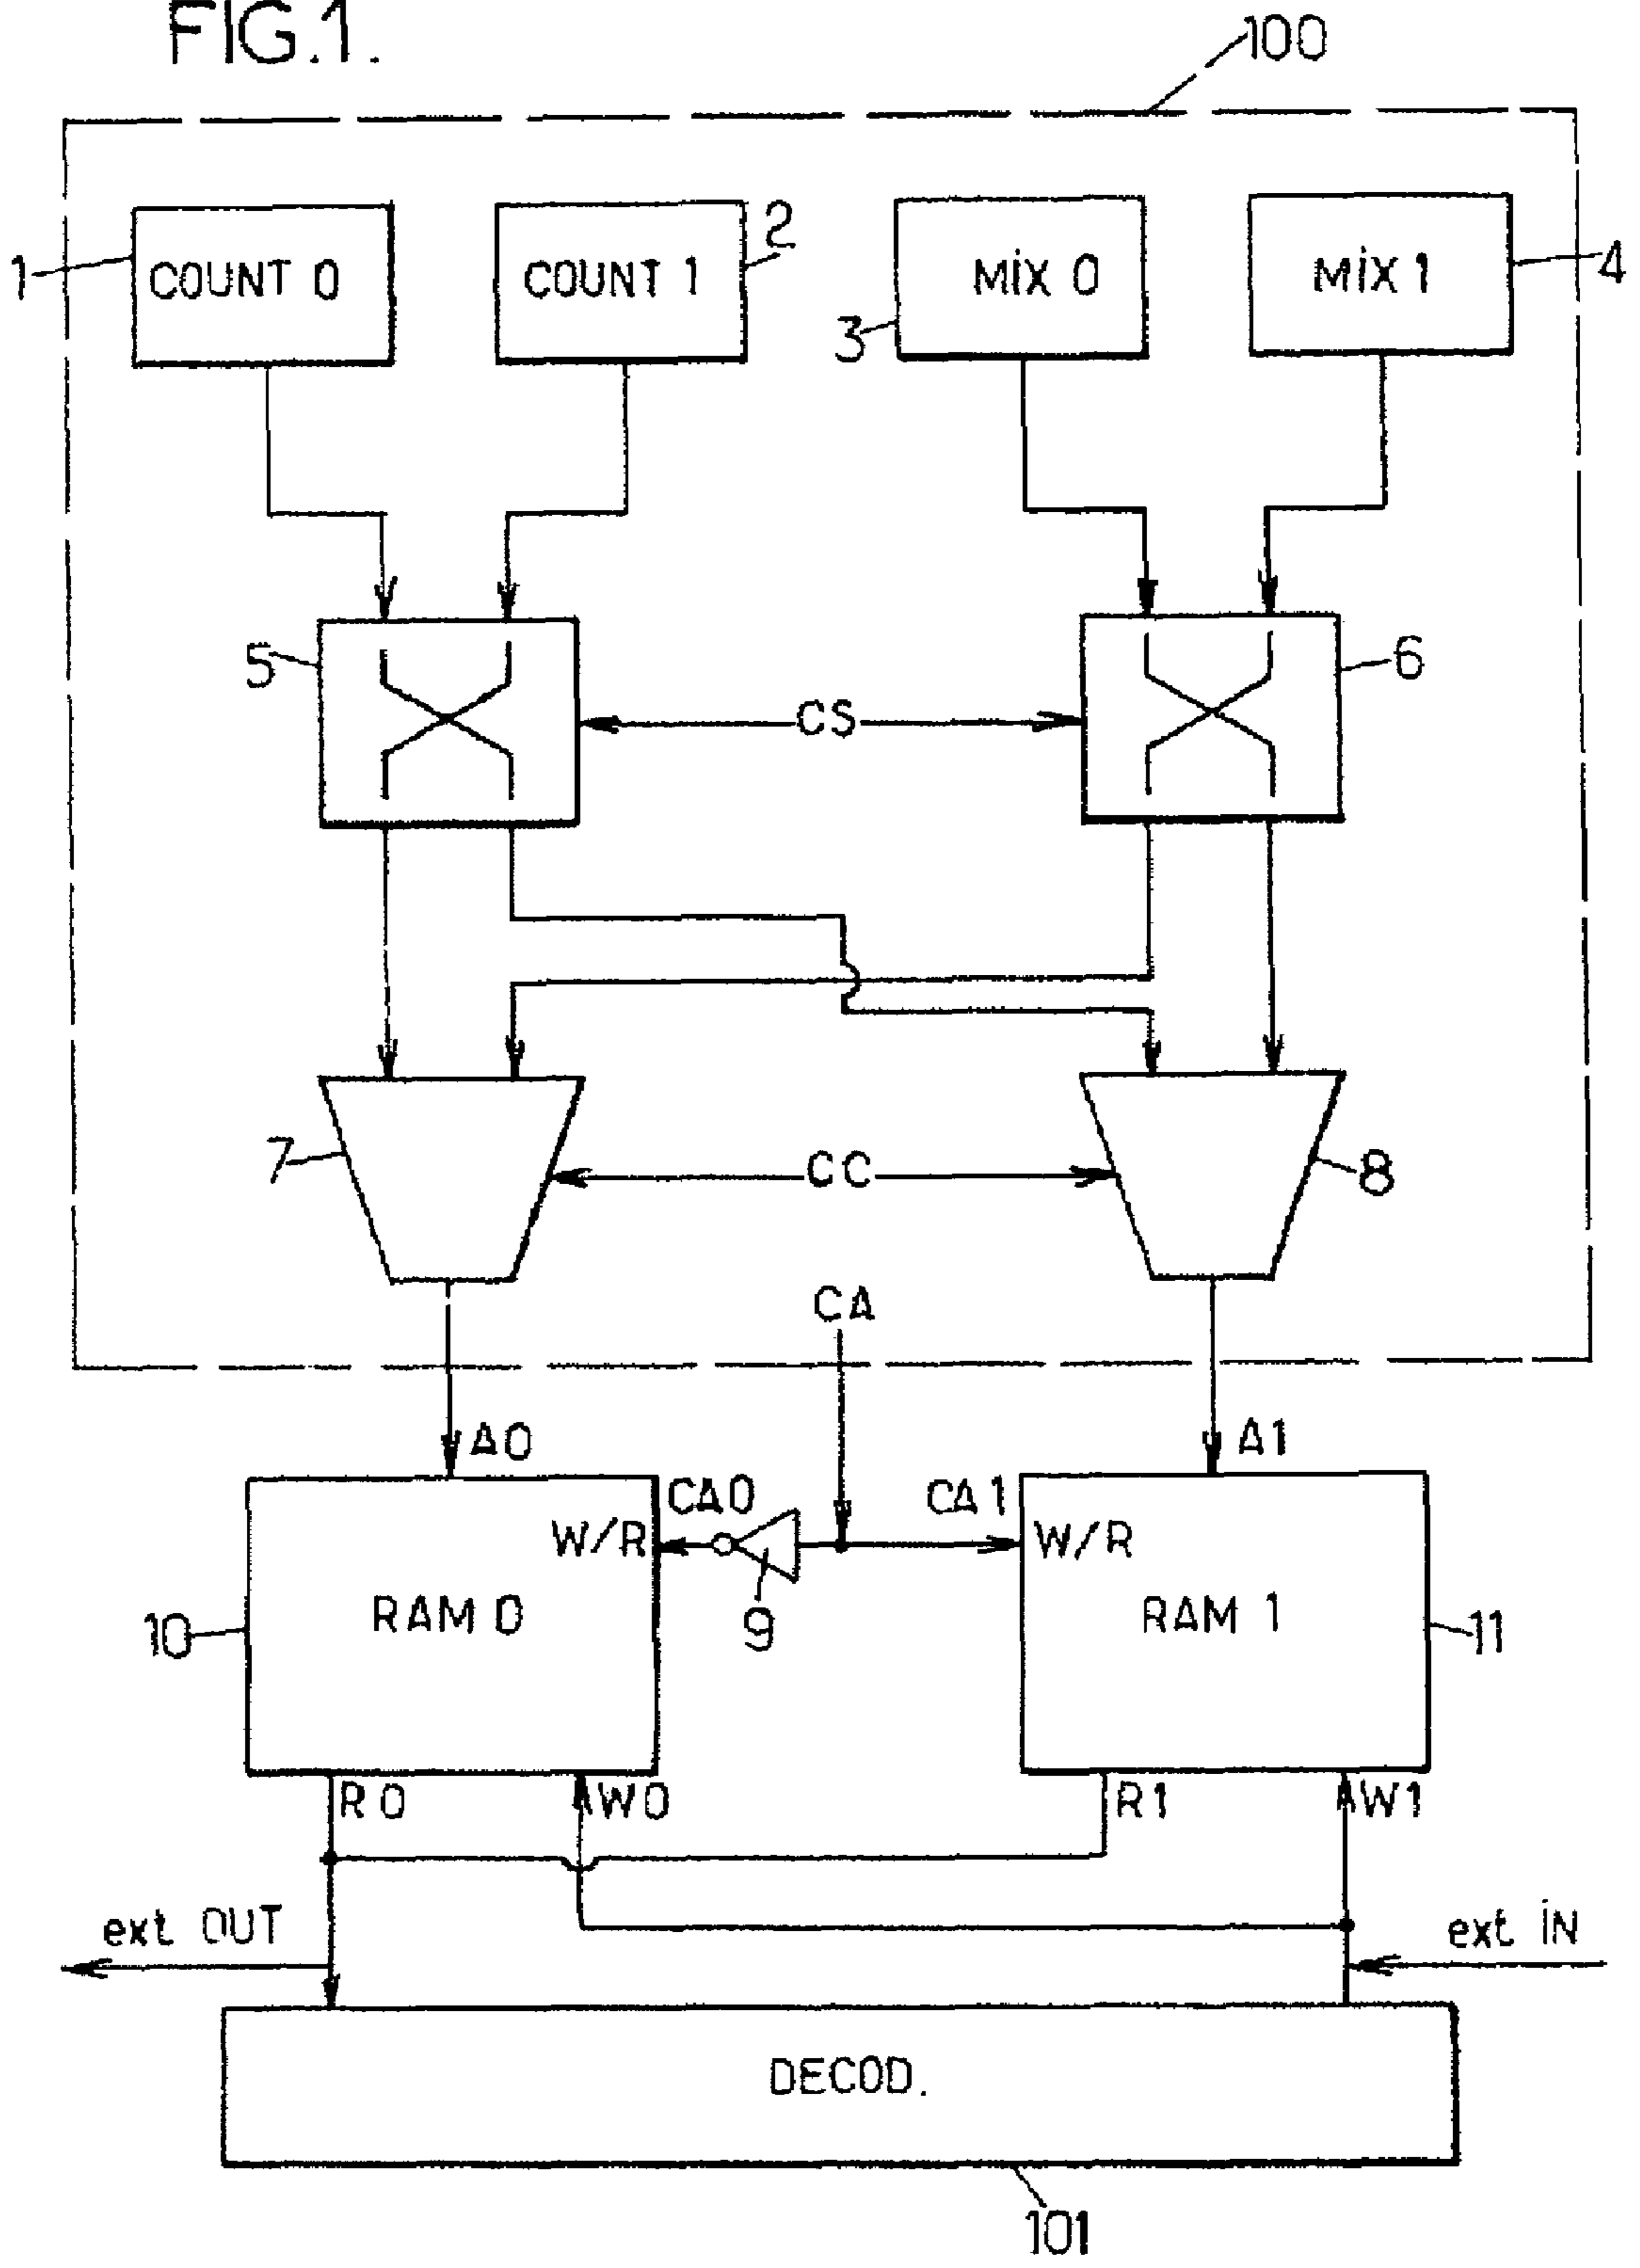 FIG.1.
100
1
COUNT 0
COUNT 1
2
3
MiX 0
MiX 1
4
5
CS
6
7
CC
8
CA
A0
A1
CA0
CA1
W/R
9
W/R
10
RAM 0
RAM 1
11
R0
W0
R1
W1
ext OUT
ext iN
DECOD.
101